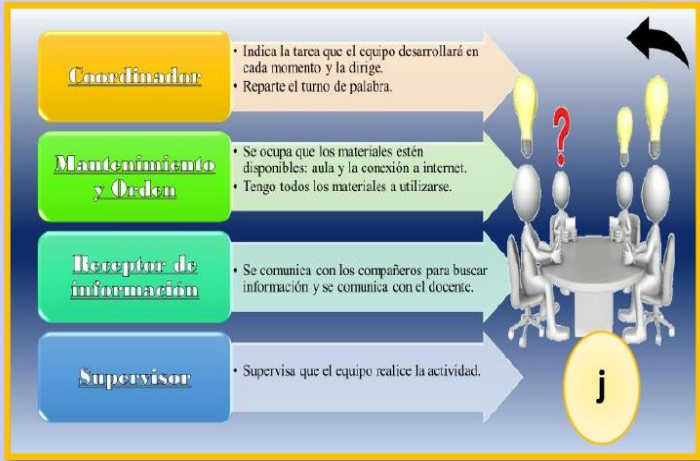 Coordinador
• Indica la tarea que el equipo desarrollará en
cada momento y la dirige.
• Reparte el turno de palabra.
Mantenimiento
y Orden
• Se ocupa que los materiales estén
disponibles: aula y la conexión a internet.
• Tengo todos los materiales a utilizarse.
Receptor de
información
• Se comunica con los compañeros para buscar
información y se comunica con el docente.
Supervisor
• Supervisa que el equipo realice la actividad.
?
j